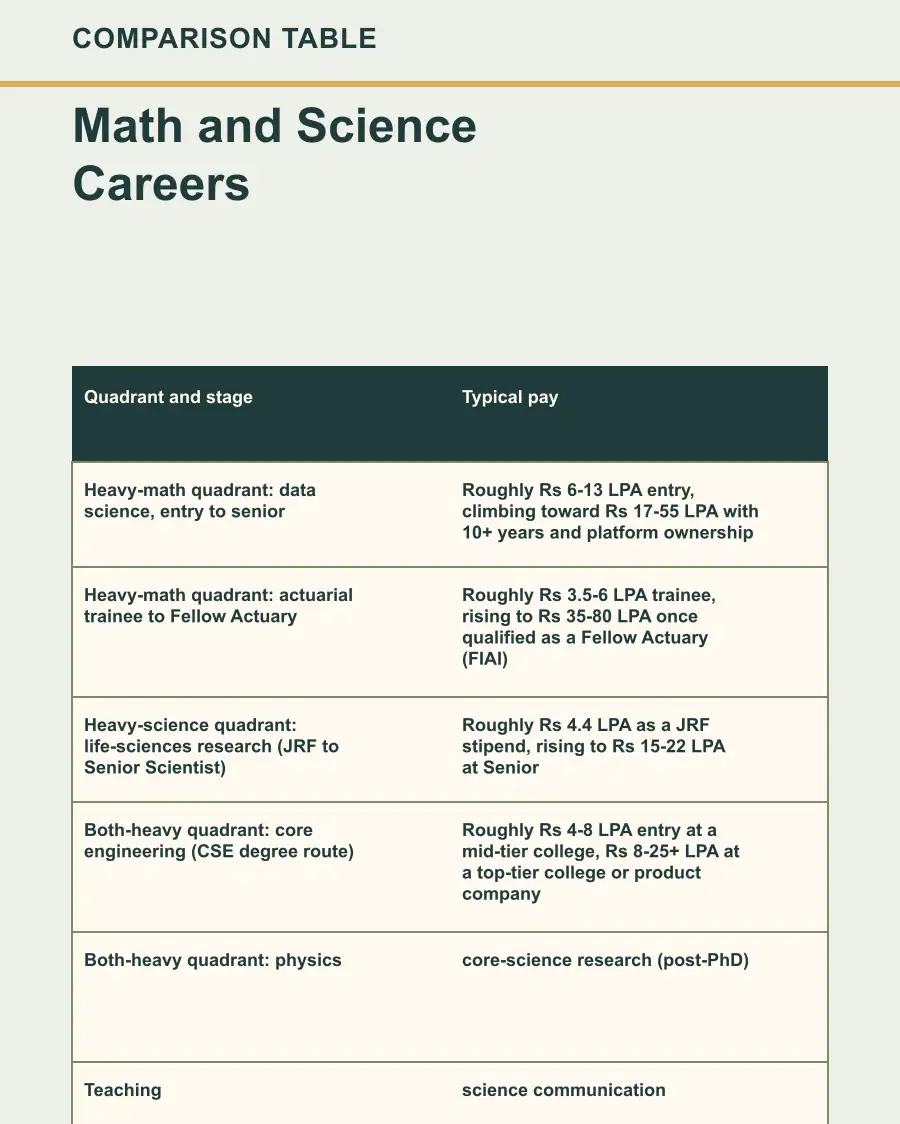 COMPARISON TABLE
Math and Science
Careers
Quadrant and stage
Typical pay
Heavy-math quadrant: data
science, entry to senior
Roughly Rs 6-13 LPA entry,
climbing toward Rs 17-55 LPA with
10+ years and platform ownership
Heavy-math quadrant: actuarial
trainee to Fellow Actuary
Roughly Rs 3.5-6 LPA trainee,
rising to Rs 35-80 LPA once
qualified as a Fellow Actuary
(FIAI)
Heavy-science quadrant:
life-sciences research (JRF to
Senior Scientist)
Roughly Rs 4.4 LPA as a JRF
stipend, rising to Rs 15-22 LPA
at Senior
Both-heavy quadrant: core
engineering (CSE degree route)
Roughly Rs 4-8 LPA entry at a
mid-tier college, Rs 8-25+ LPA at
a top-tier college or product
company
Both-heavy quadrant: physics
core-science research (post-PhD)
Teaching
science communication